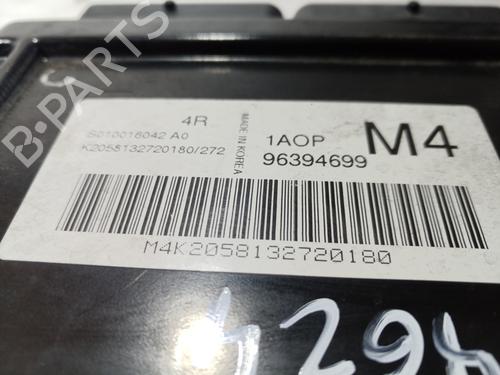 B-PARTS
4R
S010016042 A0
K2058132720180/272
MADE IN KOREA
1AOP
96394699
M4
M4K2058132720180